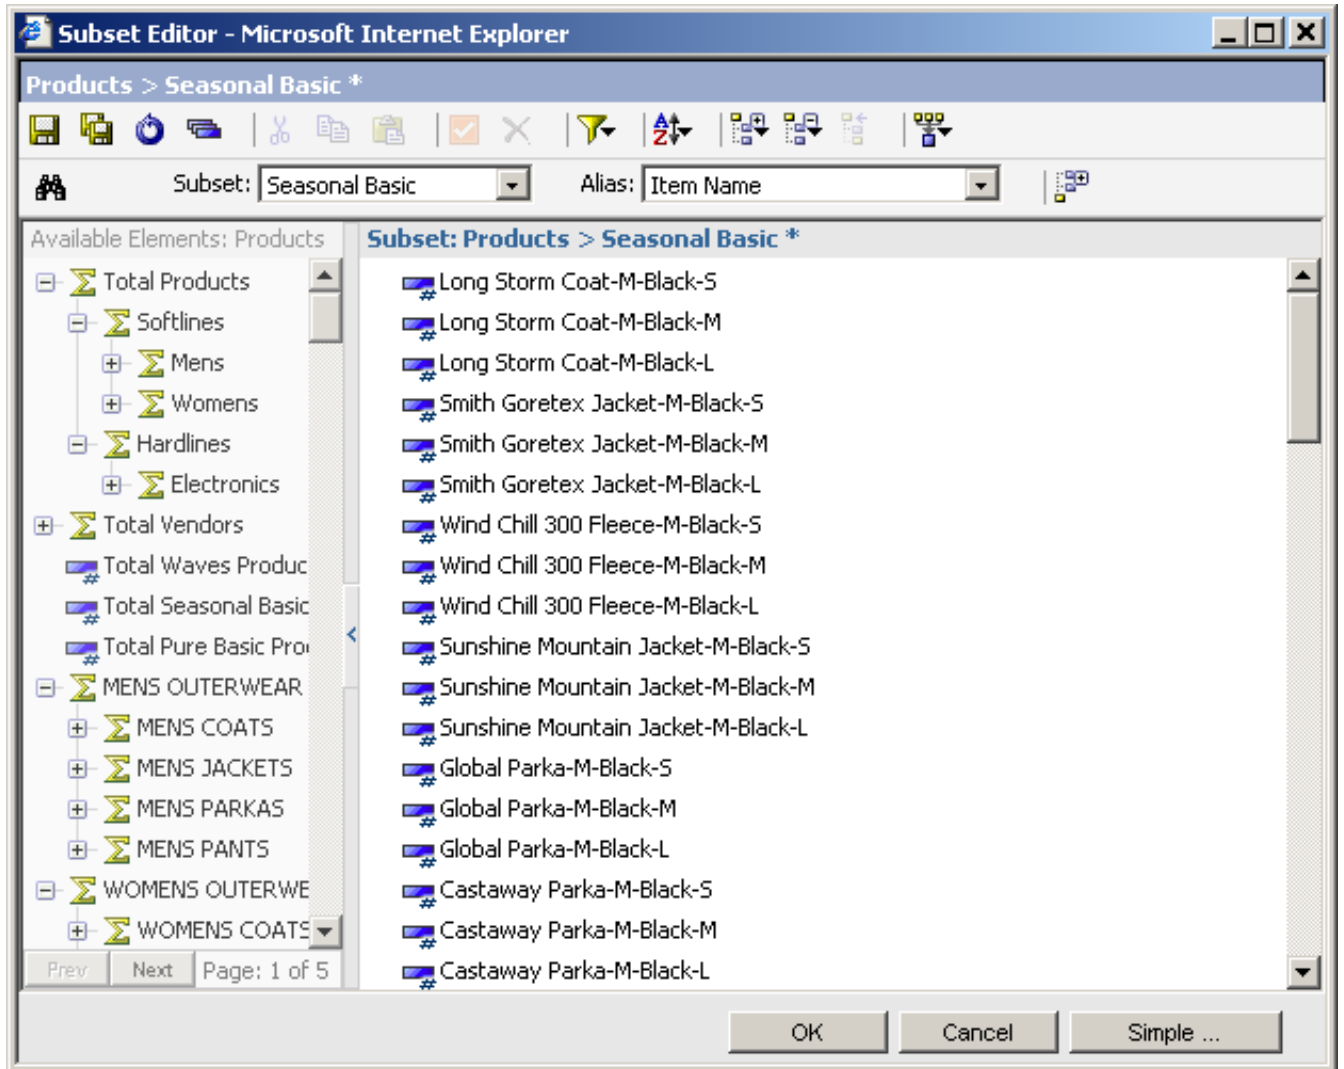 Subset Editor - Microsoft Internet Explorer
Products > Seasonal Basic *
Subset: Seasonal Basic Alias: Item Name
Available Elements: Products
Total Products
Softlines
Mens
Womens
Hardlines
Electronics
Total Vendors
Total Waves Produc
Total Seasonal Basic
Total Pure Basic Pro
MENS OUTERWEAR
MENS COATS
MENS JACKETS
MENS PARKAS
MENS PANTS
WOMENS OUTERWE
WOMENS COATS
Prev Next Page: 1 of 5
Subset: Products > Seasonal Basic *
Long Storm Coat-M-Black-S
Long Storm Coat-M-Black-M
Long Storm Coat-M-Black-L
Smith Goretex Jacket-M-Black-S
Smith Goretex Jacket-M-Black-M
Smith Goretex Jacket-M-Black-L
Wind Chill 300 Fleece-M-Black-S
Wind Chill 300 Fleece-M-Black-M
Wind Chill 300 Fleece-M-Black-L
Sunshine Mountain Jacket-M-Black-S
Sunshine Mountain Jacket-M-Black-M
Sunshine Mountain Jacket-M-Black-L
Global Parka-M-Black-S
Global Parka-M-Black-M
Global Parka-M-Black-L
Castaway Parka-M-Black-S
Castaway Parka-M-Black-M
Castaway Parka-M-Black-L
OK Cancel Simple ...